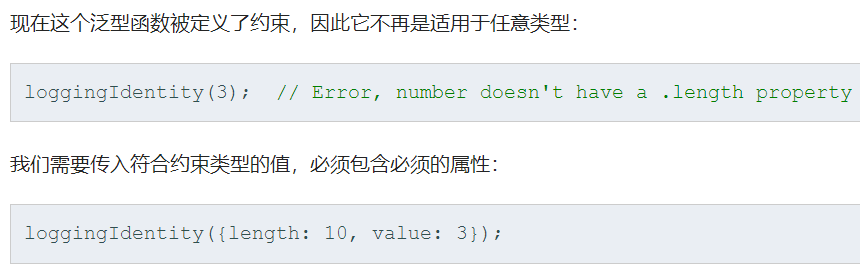 现在这个泛型函数被定义了约束，因此它不再是适用于任意类型：
loggingIdentity(3);  // Error, number doesn't have a .length property
我们需要传入符合约束类型的值，必须包含必须的属性：
loggingIdentity({length: 10, value: 3});